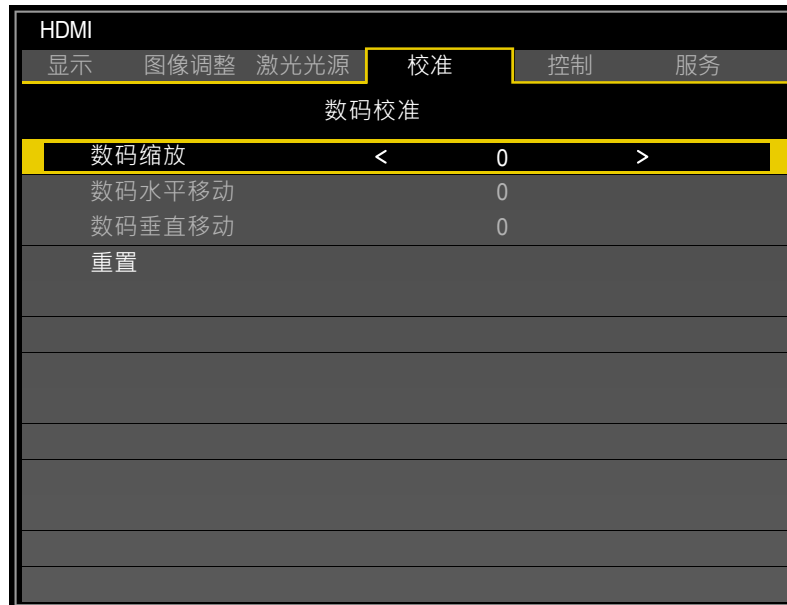 HDMI
显示 图像调整 激光光源 校准 控制 服务
数码校准
数码缩放 < 0 >
数码水平移动 0
数码垂直移动 0
重置